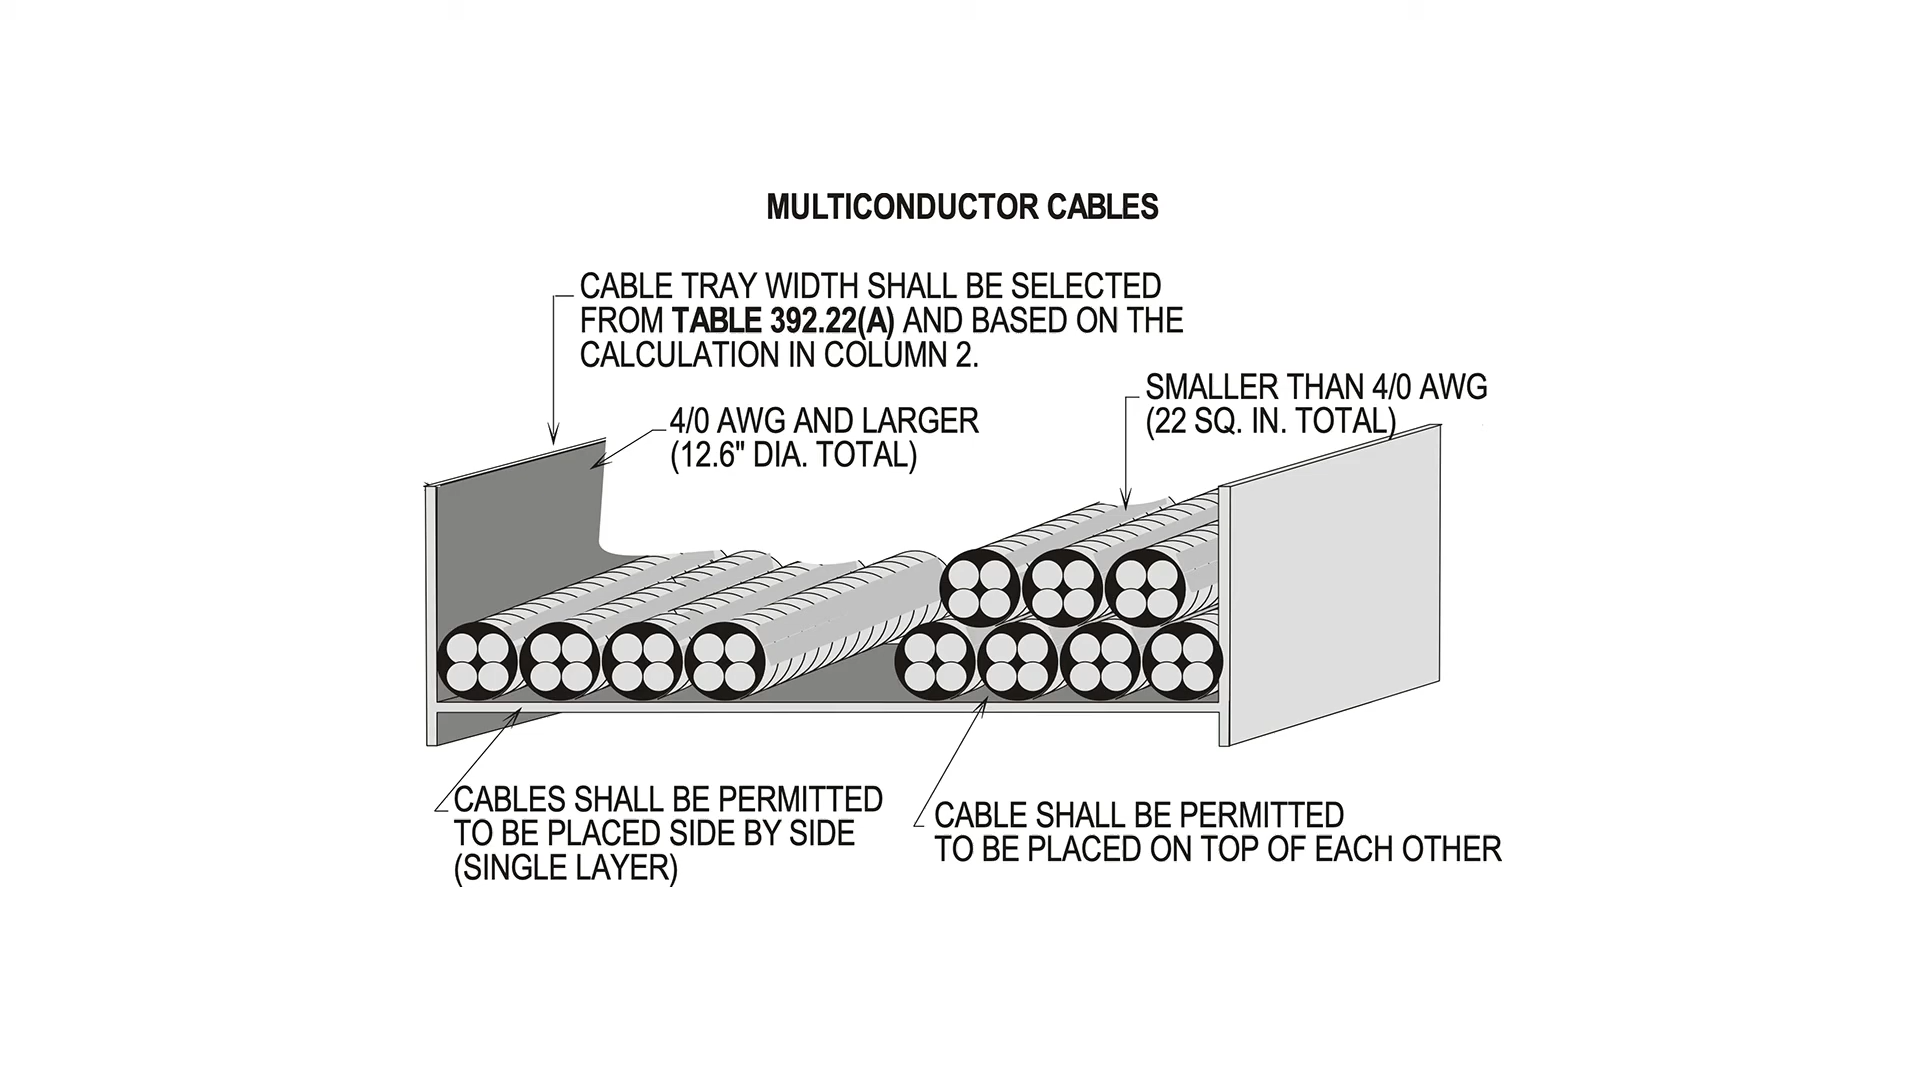 MULTICONDUCTOR CABLES
CABLE TRAY WIDTH SHALL BE SELECTED
FROM TABLE 392.22(A) AND BASED ON THE
CALCULATION IN COLUMN 2.
SMALLER THAN 4/0 AWG
(22 SQ. IN. TOTAL)
4/0 AWG AND LARGER
(12.6" DIA. TOTAL)
CABLES SHALL BE PERMITTED
TO BE PLACED SIDE BY SIDE
(SINGLE LAYER)
CABLE SHALL BE PERMITTED
TO BE PLACED ON TOP OF EACH OTHER